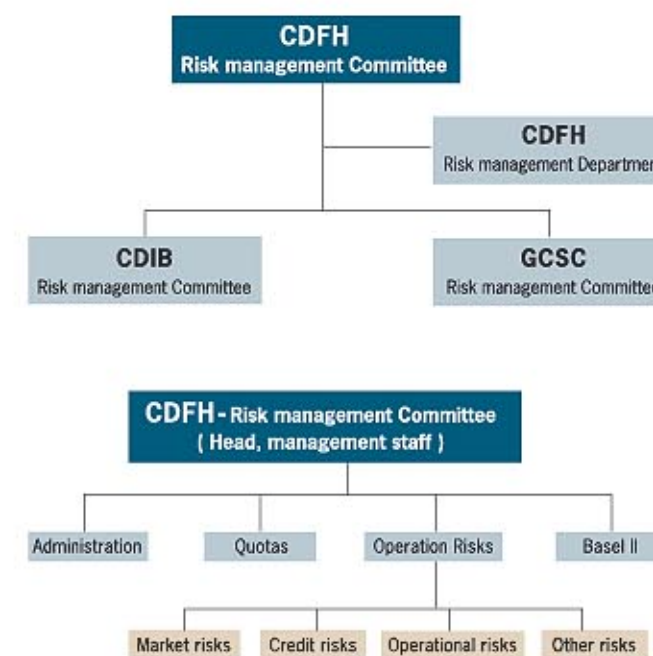 CDFH
Risk management Committee
CDFH
Risk management Departmen
CDIB
Risk management Committee
GCSC
Risk management Committe
CDFH - Risk management Committee
( Head, management staff )
Administration
Quotas
Operation Risks
Basel II
Market risks
Credit risks
Operational risks
Other risks